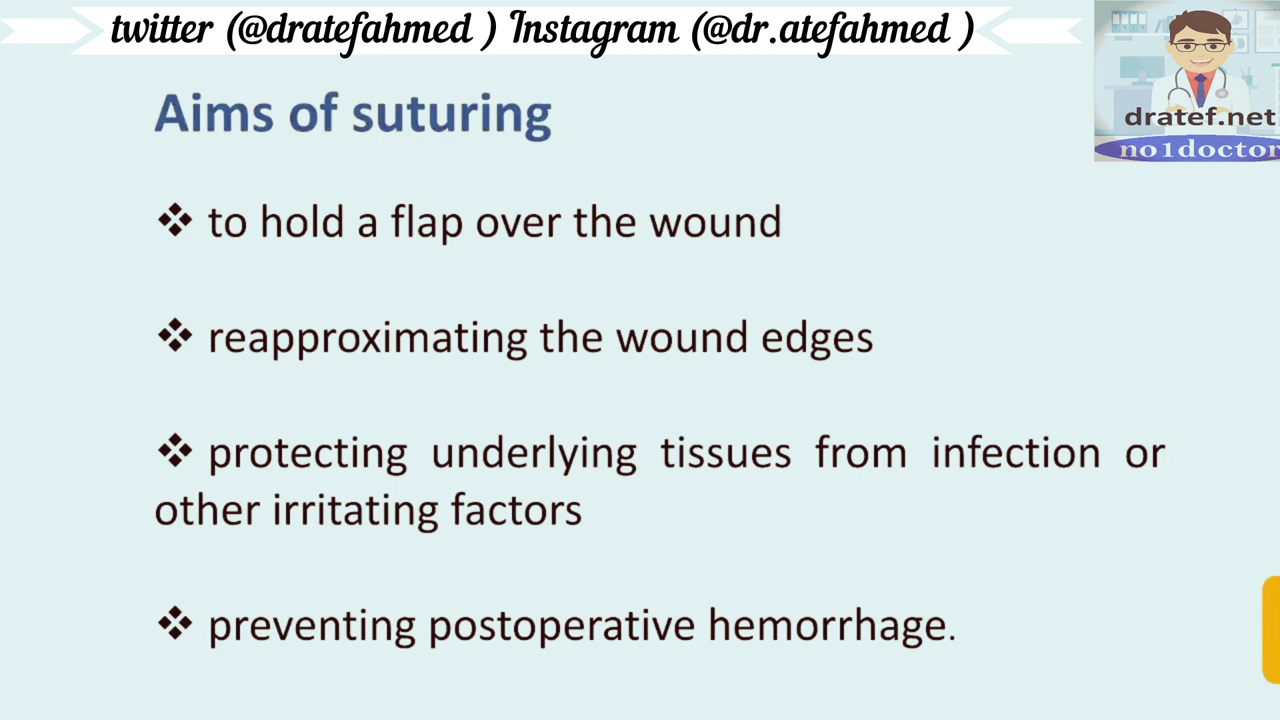 twitter (@dratefahmed ) Instagram (@dr.atefahmed )
dratef.net
no1doctor
Aims of suturing
❖ to hold a flap over the wound
❖ reapproximating the wound edges
❖ protecting underlying tissues from infection or
other irritating factors
❖ preventing postoperative hemorrhage.